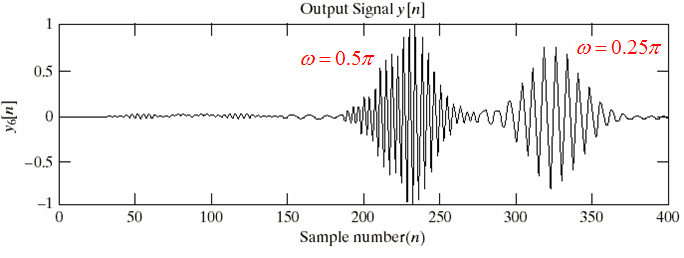 Output Signal y[n]
ω = 0.5π
ω = 0.25π
y₆[n]
1
0.5
0
−0.5
−1
0 50 100 150 200 250 300 350 400
Sample number(n)